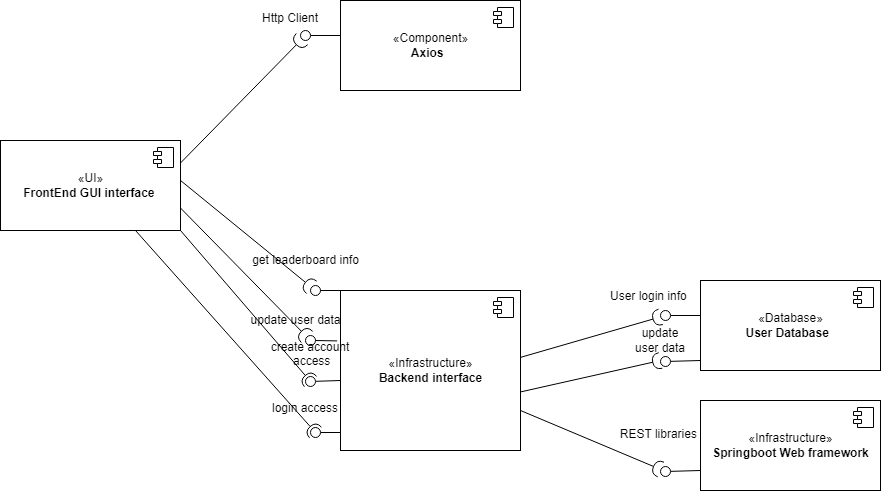 Http Client
«Component»
Axios
«UI»
FrontEnd GUI interface
get leaderboard info
update user data
create account
access
login access
«Infrastructure»
Backend interface
User login info
update
user data
«Database»
User Database
REST libraries
«Infrastructure»
Springboot Web framework